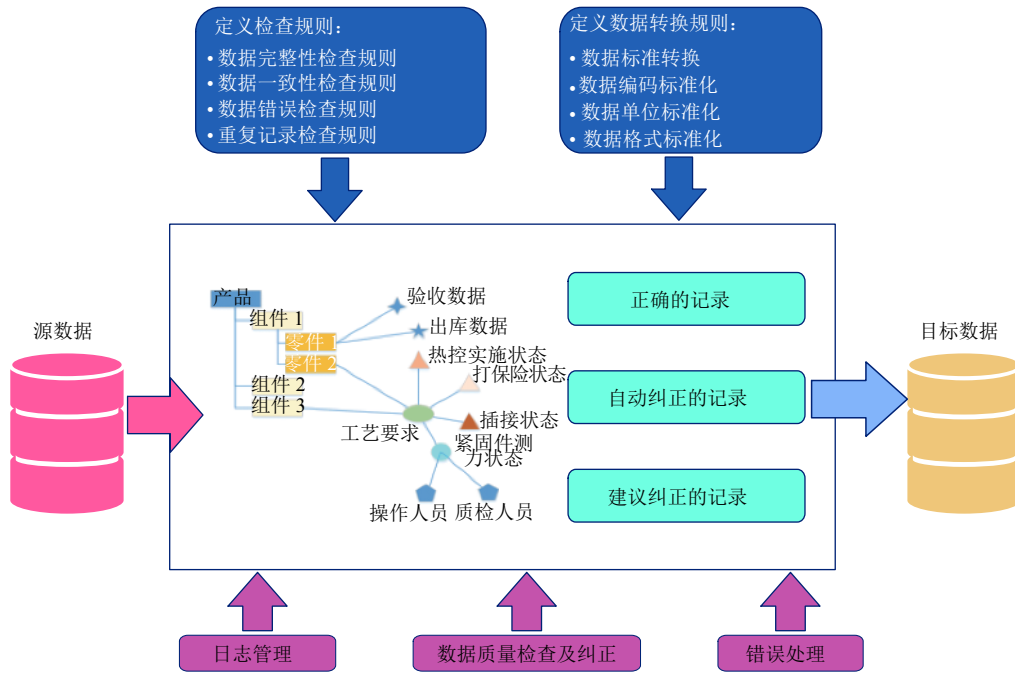 定义检查规则：
• 数据完整性检查规则
• 数据一致性检查规则
• 数据错误检查规则
• 重复记录检查规则
定义数据转换规则：
• 数据标准转换
• 数据编码标准化
• 数据单位标准化
• 数据格式标准化
源数据
产品
组件 1
零件 1
零件 2
组件 2
组件 3
验收数据
出库数据
热控实施状态
打保险状态
插接状态
工艺要求
紧固件测
力状态
操作人员
质检人员
正确的记录
自动纠正的记录
建议纠正的记录
目标数据
日志管理
数据质量检查及纠正
错误处理